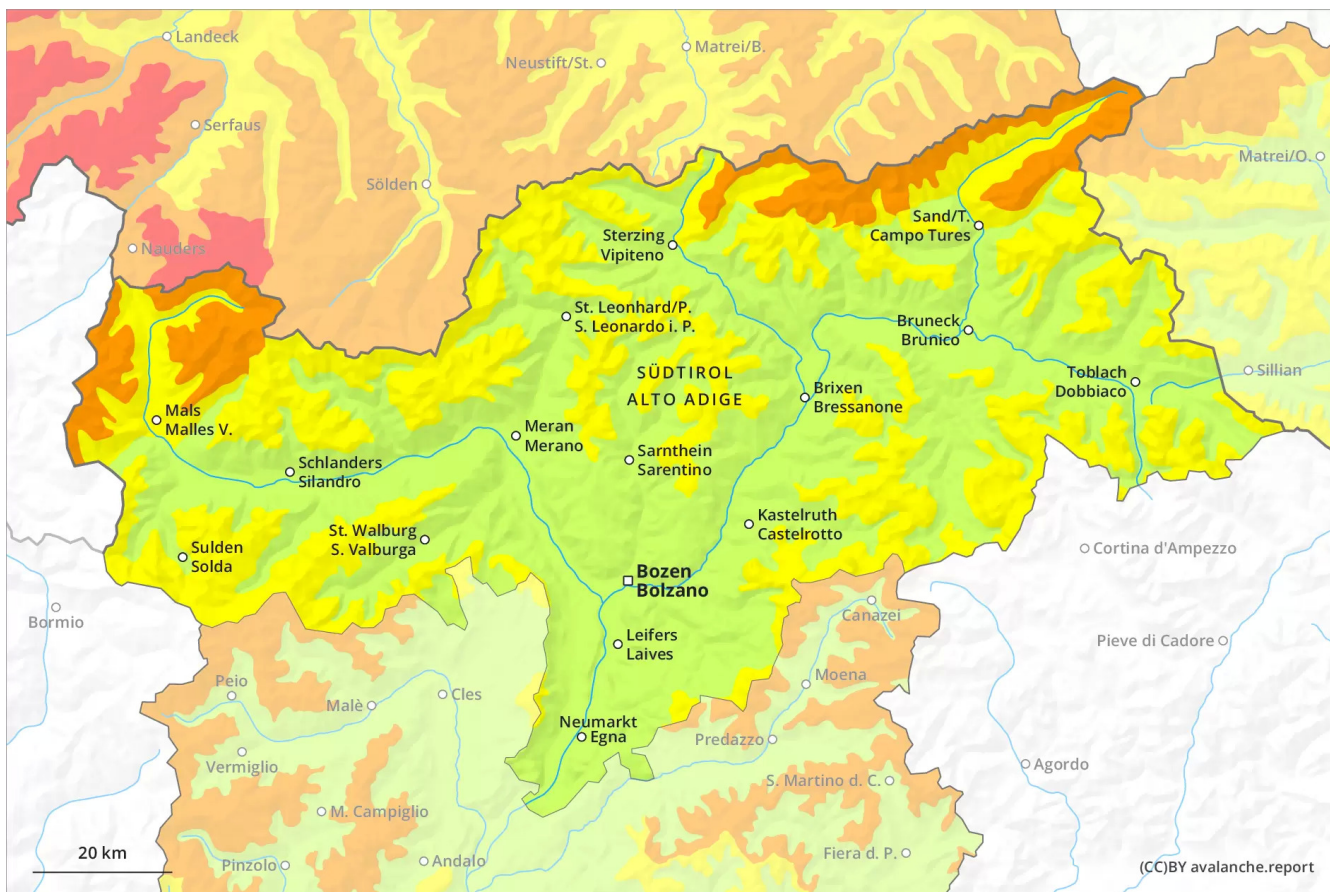 Landeck
Matrei/B.
Neustift/St.
Serfaus
Matrei/O.
Sölden
Sand/T.
Campo Tures
Nauders
Sterzing
Vipiteno
St. Leonhard/P.
S. Leonardo i. P.
Bruneck
Brunico
SÜDTIROL
ALTO ADIGE
Toblach
Dobbiaco
Sillian
Brixen
Bressanone
Mals
Malles V.
Meran
Merano
Sarnthein
Sarentino
Schlanders
Silandro
Kastelruth
Castelrotto
St. Walburg
S. Valburga
Sulden
Solda
Cortina d'Ampezzo
Bozen
Bolzano
Bormio
Canazei
Leifers
Laives
Pieve di Cadore
Peio
Moena
Malè
Cles
Neumarkt
Egna
Predazzo
Vermiglio
Agordo
S. Martino d. C.
M. Campiglio
20 km
Pinzolo
Andalo
Fiera d. P.
(CC)BY avalanche.report